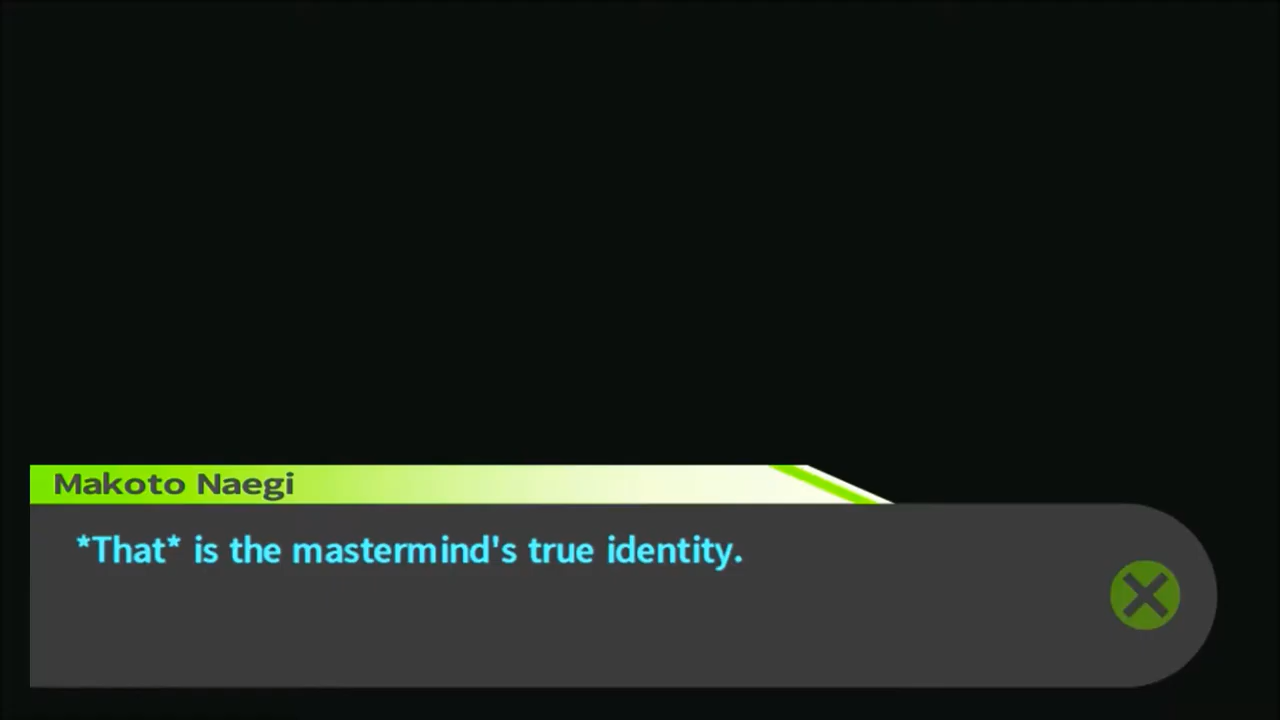 Makoto Naegi
*That* is the mastermind's true identity.